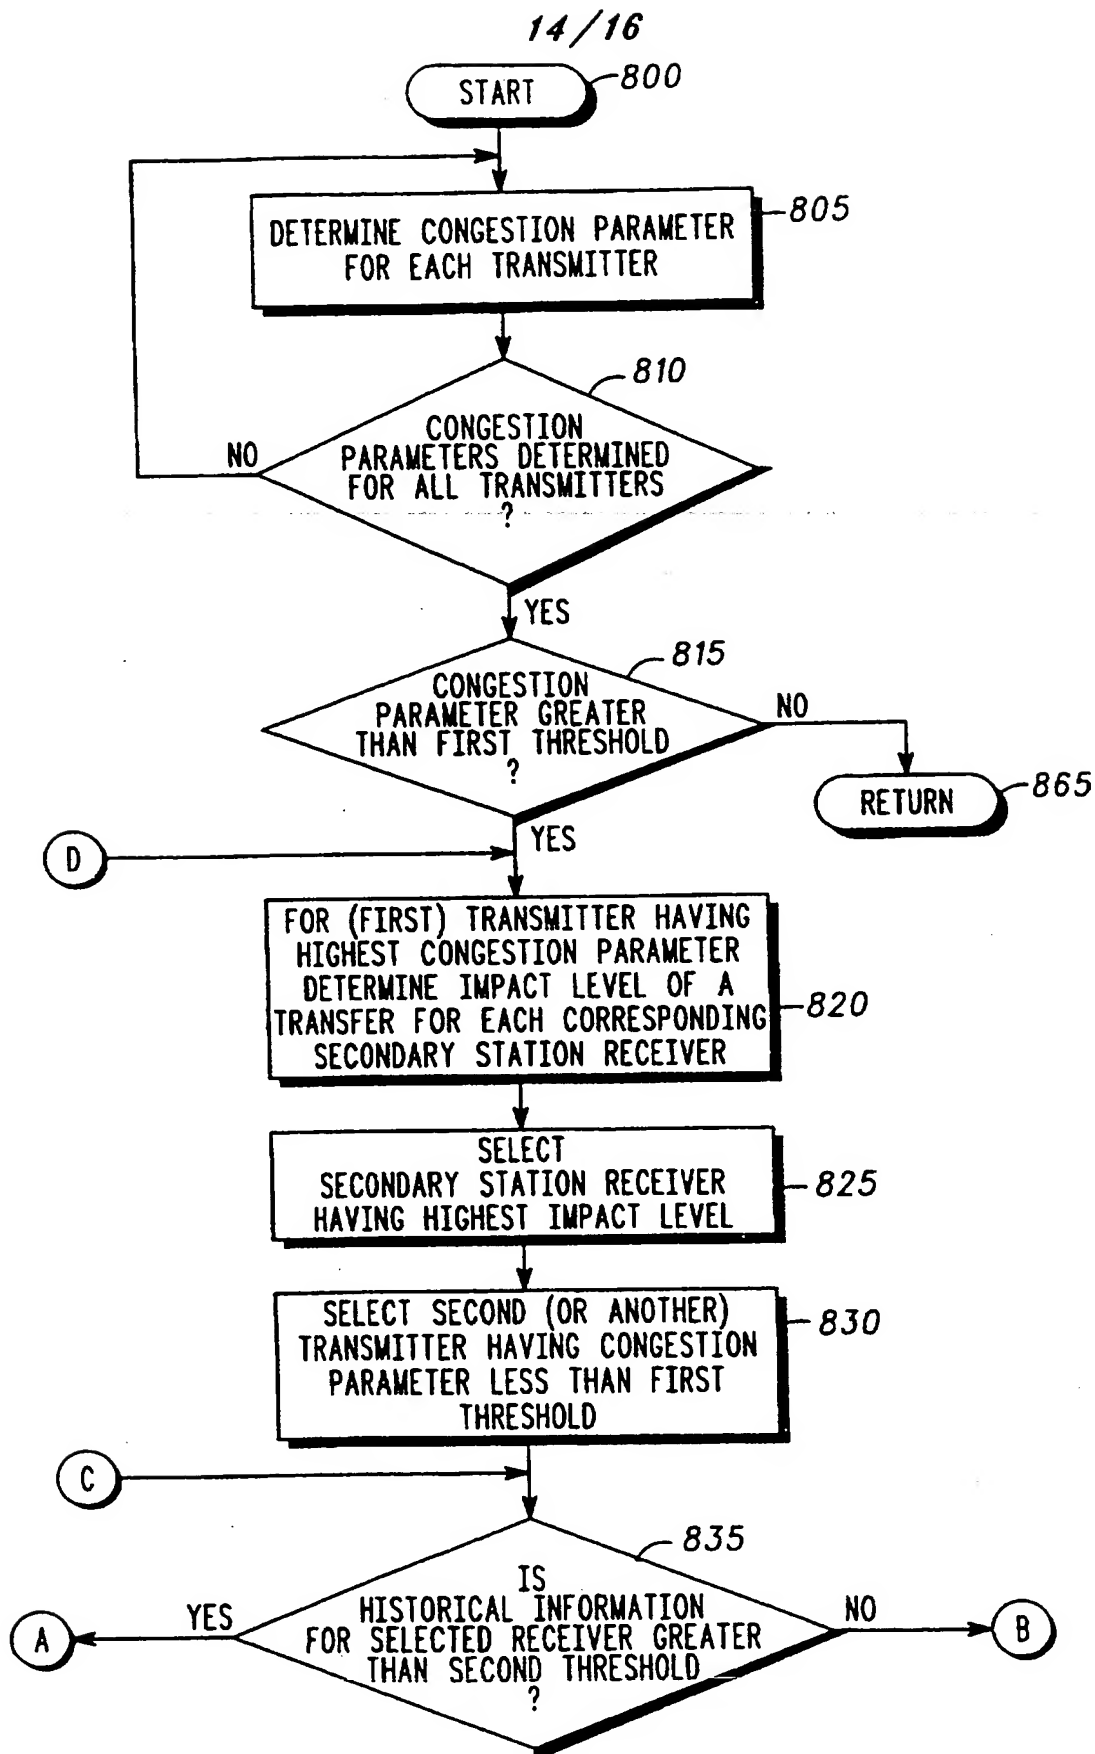 14/16
START
800
DETERMINE CONGESTION PARAMETER
FOR EACH TRANSMITTER
805
810
CONGESTION
PARAMETERS DETERMINED
FOR ALL TRANSMITTERS
?
NO
YES
815
CONGESTION
PARAMETER GREATER
THAN FIRST THRESHOLD
?
NO
RETURN
865
YES
D
FOR (FIRST) TRANSMITTER HAVING
HIGHEST CONGESTION PARAMETER
DETERMINE IMPACT LEVEL OF A
TRANSFER FOR EACH CORRESPONDING
SECONDARY STATION RECEIVER
820
SELECT
SECONDARY STATION RECEIVER
HAVING HIGHEST IMPACT LEVEL
825
SELECT SECOND (OR ANOTHER)
TRANSMITTER HAVING CONGESTION
PARAMETER LESS THAN FIRST
THRESHOLD
830
C
835
IS
HISTORICAL INFORMATION
FOR SELECTED RECEIVER GREATER
THAN SECOND THRESHOLD
?
YES
A
NO
B